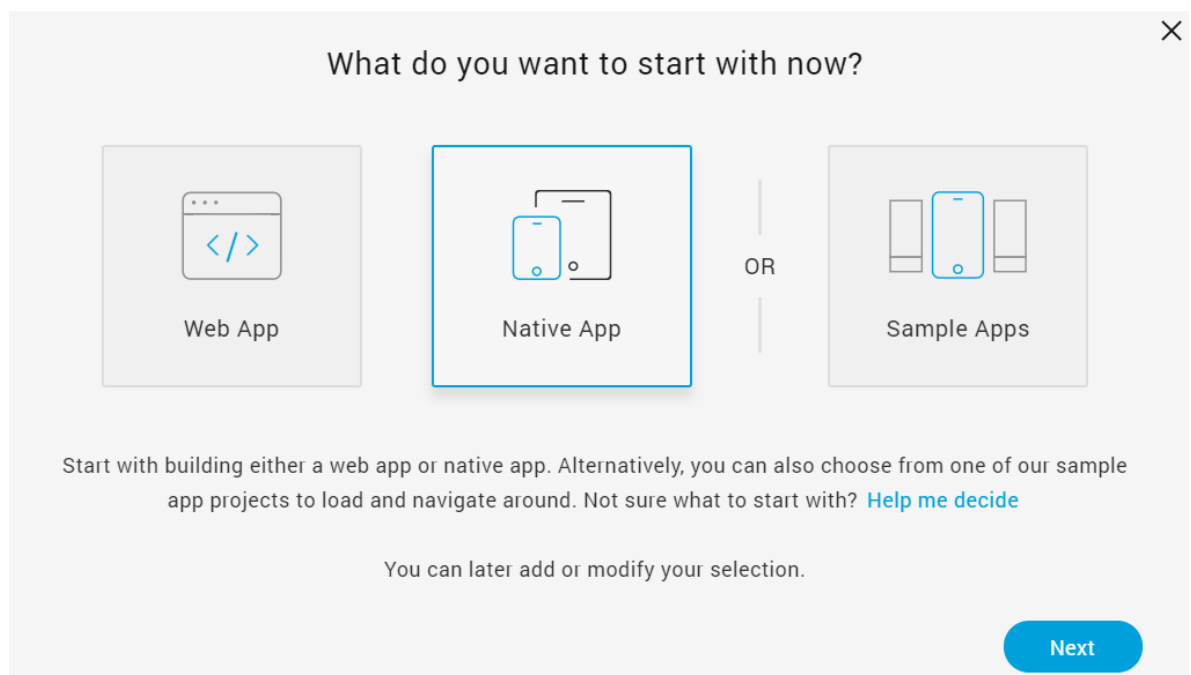 What do you want to start with now?
Web App
Native App
OR
Sample Apps
Start with building either a web app or native app. Alternatively, you can also choose from one of our sample
app projects to load and navigate around. Not sure what to start with? Help me decide
You can later add or modify your selection.
Next